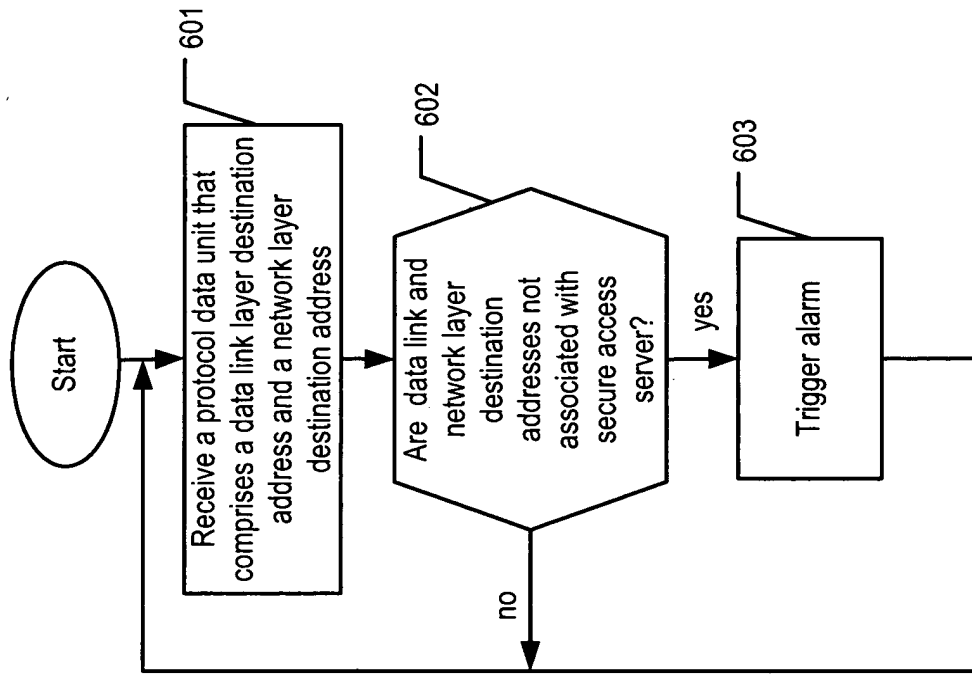 Start
601
Receive a protocol data unit that
comprises a data link layer destination
address and a network layer
destination address
602
Are data link and
network layer
destination
addresses not
associated with
secure access
server?
no
yes
603
Trigger alarm